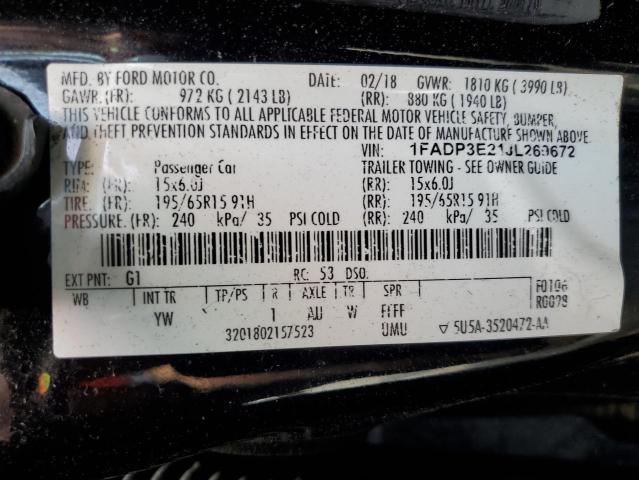 MFD. BY FORD MOTOR CO. DATE: 02/18 GVWR: 1810 KG ( 3990 LB)
GAWR: (FR): 972 KG ( 2143 LB) (RR): 880 KG ( 1940 LB)
THIS VEHICLE CONFORMS TO ALL APPLICABLE FEDERAL MOTOR VEHICLE SAFETY, BUMPER,
AND THEFT PREVENTION STANDARDS IN EFFECT ON THE DATE OF MANUFACTURE SHOWN ABOVE.
VIN: 1FADP3E21JL269672
TYPE: Passenger Car TRAILER TOWING - SEE OWNER GUIDE
RIM: (FR): 15x6.0J (RR): 15x6.0J
TIRE: (FR): 195/65R15 91H (RR): 195/65R15 91H
PRESSURE: (FR): 240 kPa/ 35 PSI COLD (RR): 240 kPa/ 35 PSI COLD
EXT PNT: G1 RC: 53 DSO:
WB INT TR TP/PS R AXLE TR SPR F0106
RG029
YW 1 AU W FFFF
3201802157523 UMU ▽ 5U5A-3520472-AA